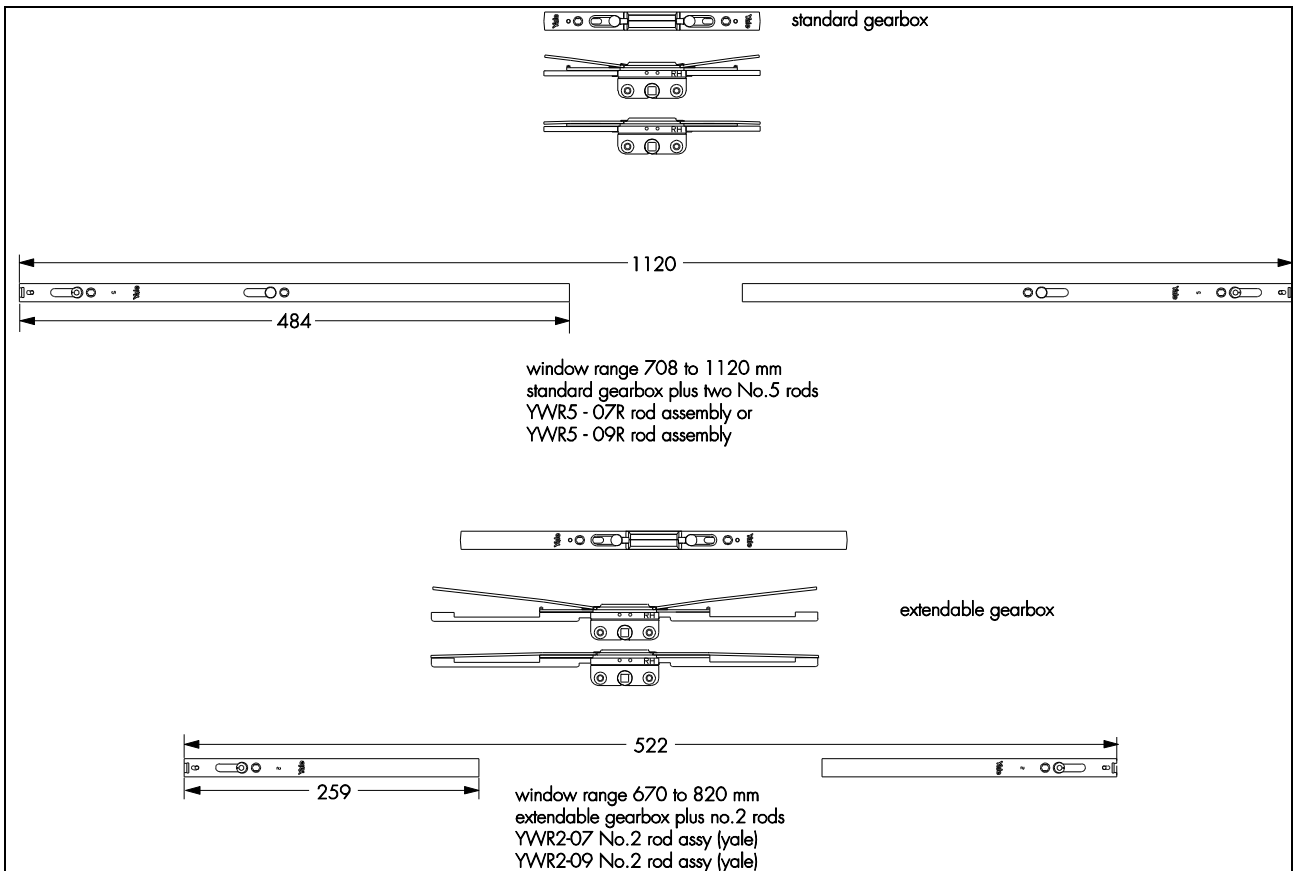 standard gearbox
RH
RH
1120
484
window range 708 to 1120 mm
standard gearbox plus two No.5 rods
YWR5 - 07R rod assembly or
YWR5 - 09R rod assembly
extendable gearbox
RH
RH
522
259
window range 670 to 820 mm
extendable gearbox plus no.2 rods
YWR2-07 No.2 rod assy (yale)
YWR2-09 No.2 rod assy (yale)